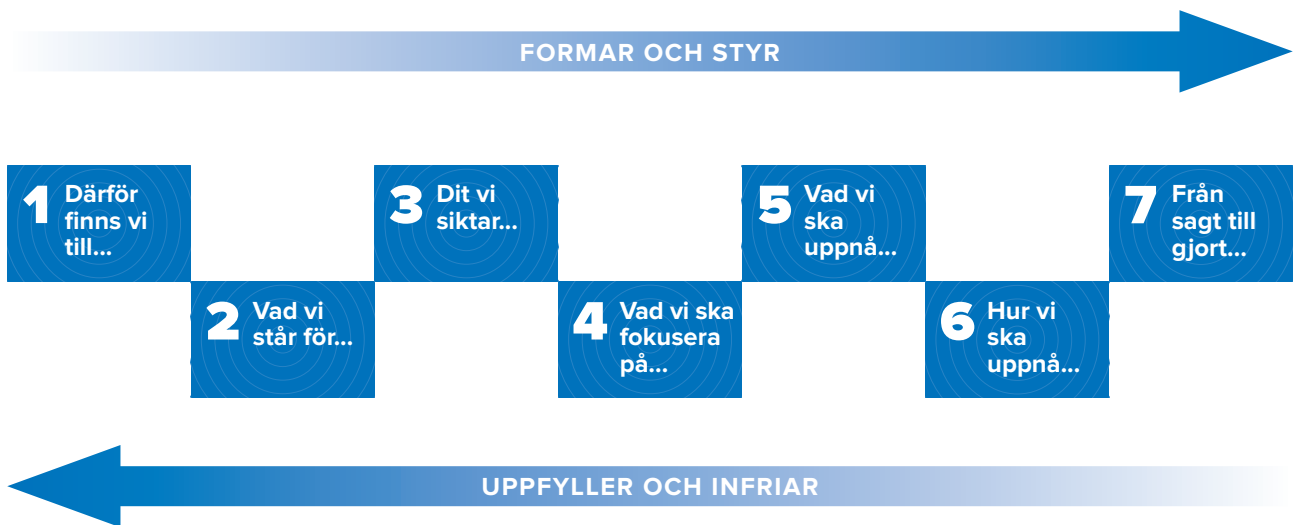 FORMAR OCH STYR
1 Därför
finns vi
till...
2 Vad vi
står för...
3 Dit vi
siktar...
4 Vad vi ska
fokusera
på...
5 Vad vi
ska
uppnå...
6 Hur vi
ska
uppnå...
7 Från
sagt till
gjort...
UPPFYLLER OCH INFRIAR